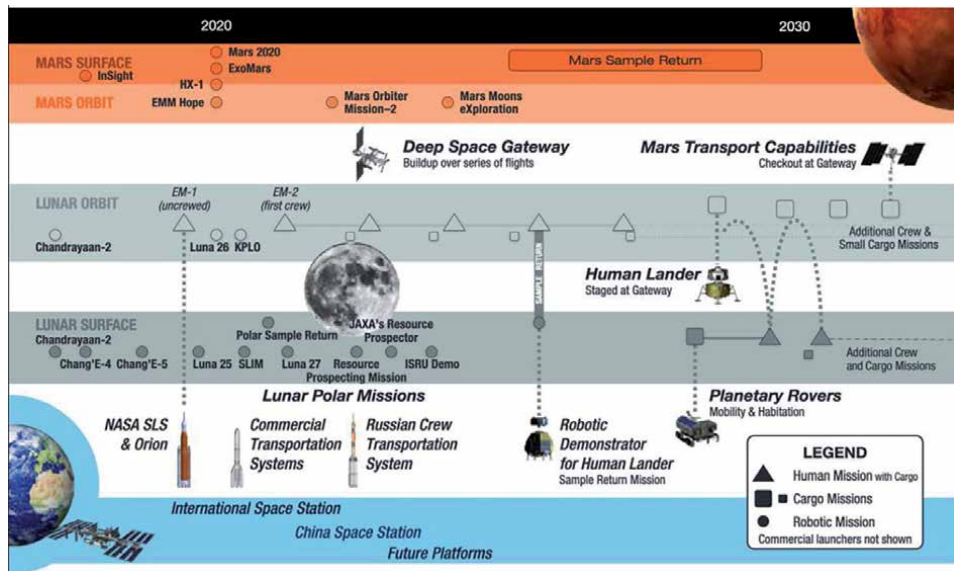 2020
2030
MARS SURFACE
InSight
Mars 2020
ExoMars
HX-1
Mars Sample Return
MARS ORBIT
EMM Hope
Mars Orbiter
Mission-2
Mars Moons
eXploration
Deep Space Gateway
Buildup over series of flights
Mars Transport Capabilities
Checkout at Gateway
LUNAR ORBIT
EM-1
(uncrewed)
EM-2
(first crew)
Chandrayaan-2
Luna 26
KPLO
Additional Crew &
Small Cargo Missions
SAMPLE RETURN
Human Lander
Staged at Gateway
LUNAR SURFACE
Chandrayaan-2
Polar Sample Return
JAXA's Resource
Prospector
Chang'E-4
Chang'E-5
Luna 25
SLIM
Luna 27
Resource
Prospecting Mission
ISRU Demo
Additional Crew
and Cargo Missions
Lunar Polar Missions
NASA SLS
& Orion
Commercial
Transportation
Systems
Russian Crew
Transportation
System
Robotic
Demonstrator
for Human Lander
Sample Return Mission
Planetary Rovers
Mobility & Habitation
LEGEND
Human Mission with Cargo
Cargo Missions
Robotic Mission
Commercial launchers not shown
International Space Station
China Space Station
Future Platforms